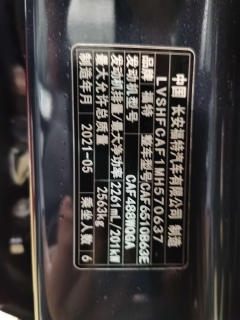 中国 长安福特汽车有限公司 制造
LVSHFCAF1MH570637
品牌 福特 整车型号 CAF6510B63E
发动机型号 CAF488WQGA
发动机排量/最大净功率 2261mL/201kW
最大允许总质量 2563kg
制造年月 2021-05 乘坐人数 6